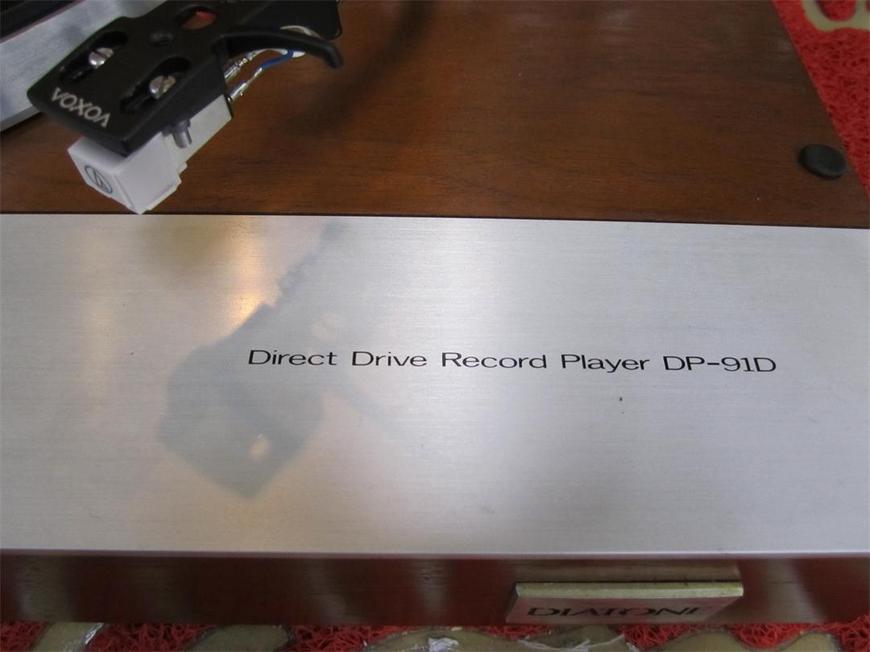 VOXOA
Direct Drive Record Player DP-91D
DIATONE